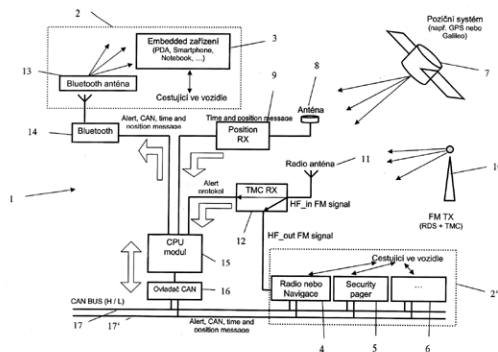 2
3
Embedded zařízení
(PDA, Smartphone,
Notebook, ...)
Poziční systém
(např. GPS nebo
Galileo)
13
Bluetooth anténa
Cestující ve vozidle
9
8
7
Anténa
14
Bluetooth
Alert, CAN, time and
position message
Time and position message
Position
RX
Radio anténa
11
10
1
Alert
protokol
TMC RX
HF_in FM signal
12
FM TX
(RDS + TMC)
HF_out FM signal
CPU
modul
15
Cestující ve vozidle
Ovladač CAN
16
Radio nebo
Navigace
Security
pager
...
2'
CAN BUS (H / L)
17
17'
Alert, CAN, time and
position message
4
5
6